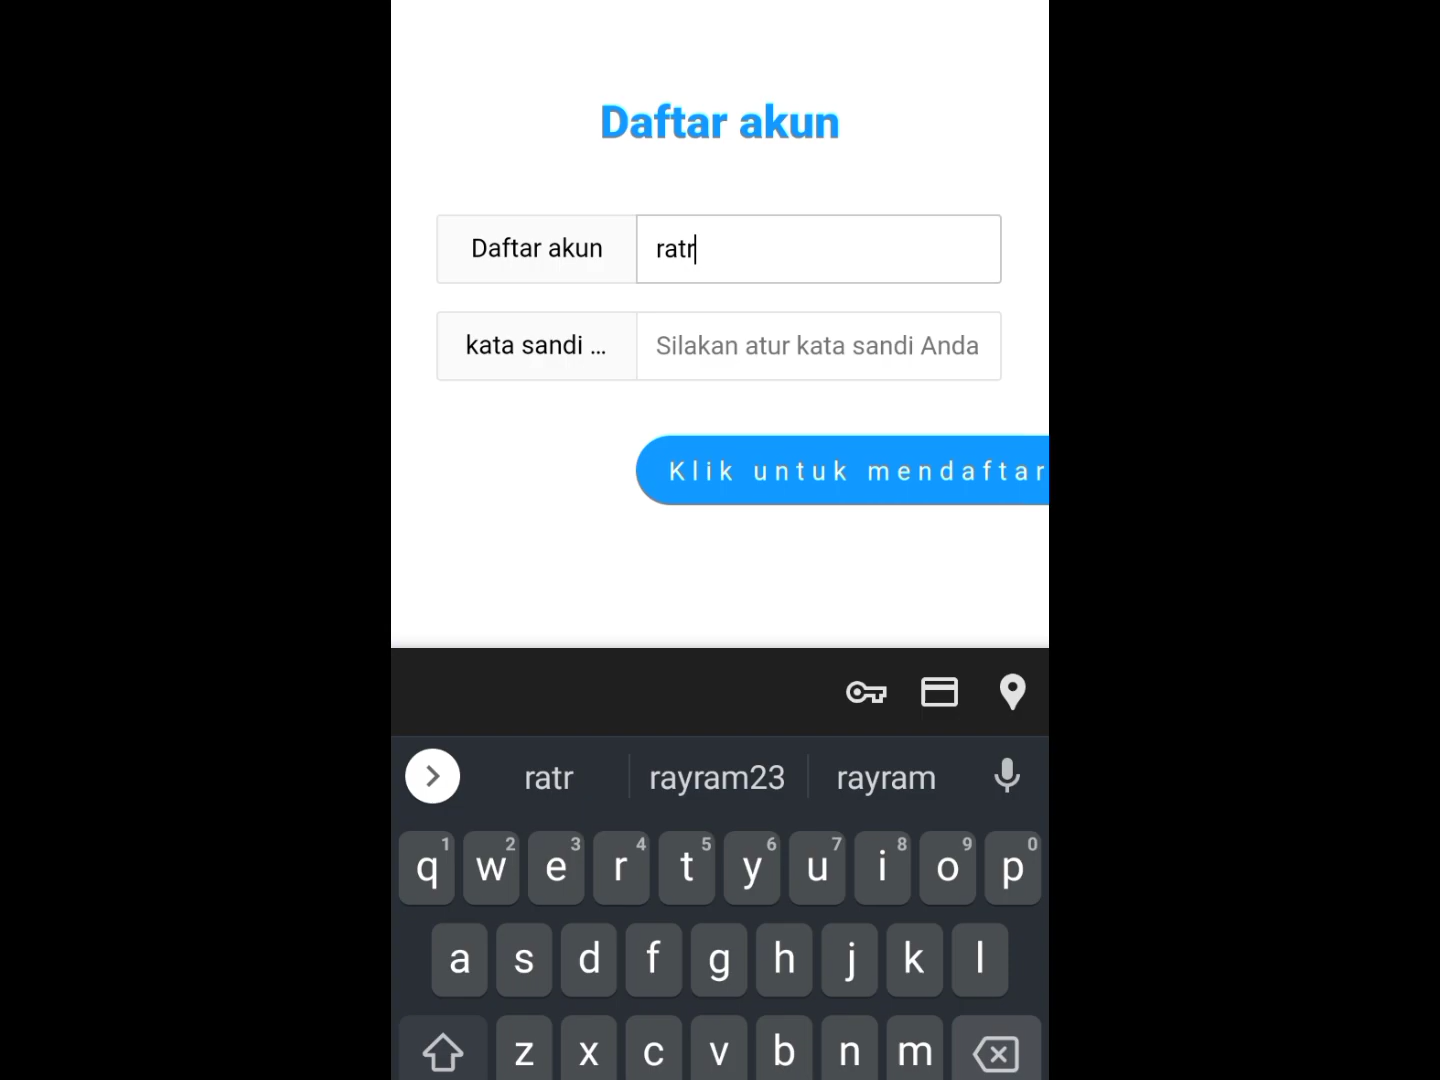 Daftar akun
Daftar akun ratr
kata sandi ... Silakan atur kata sandi Anda
Klik untuk mendaftar
ratr rayram23 rayram
1 2 3 4 5 6 7 8 9 0
q w e r t y u i o p
a s d f g h j k l
z x c v b n m